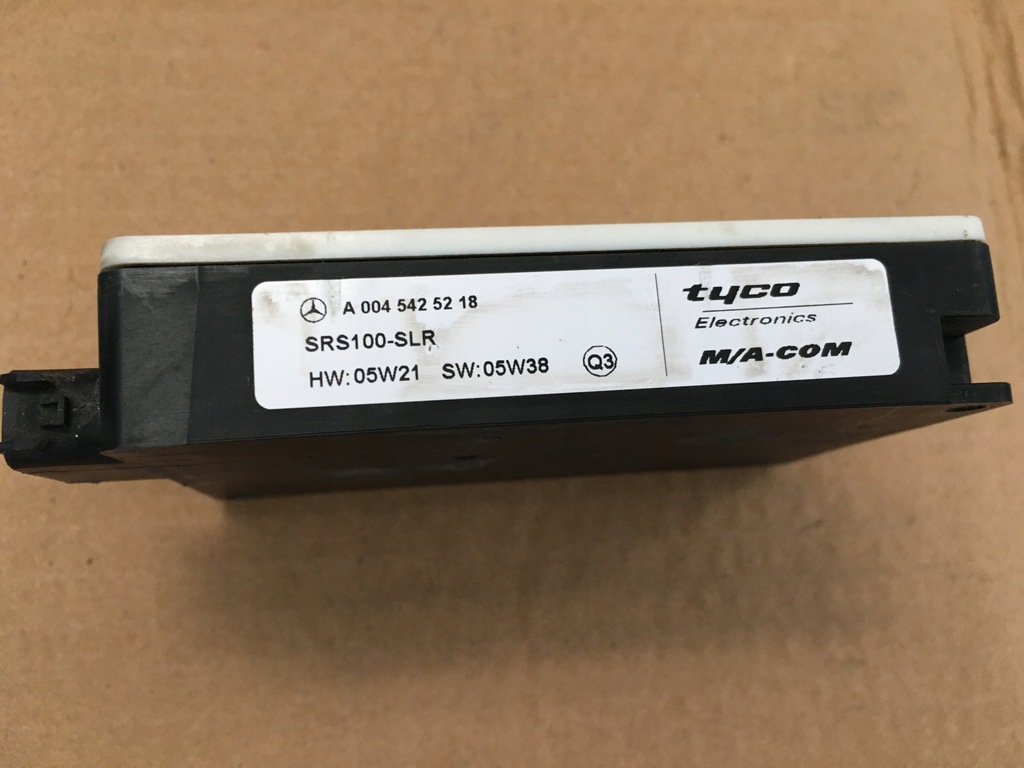 A 004 542 52 18
SRS100-SLR
HW: 05W21 SW: 05W38 Q3
tyco
Electronics
M/A-COM